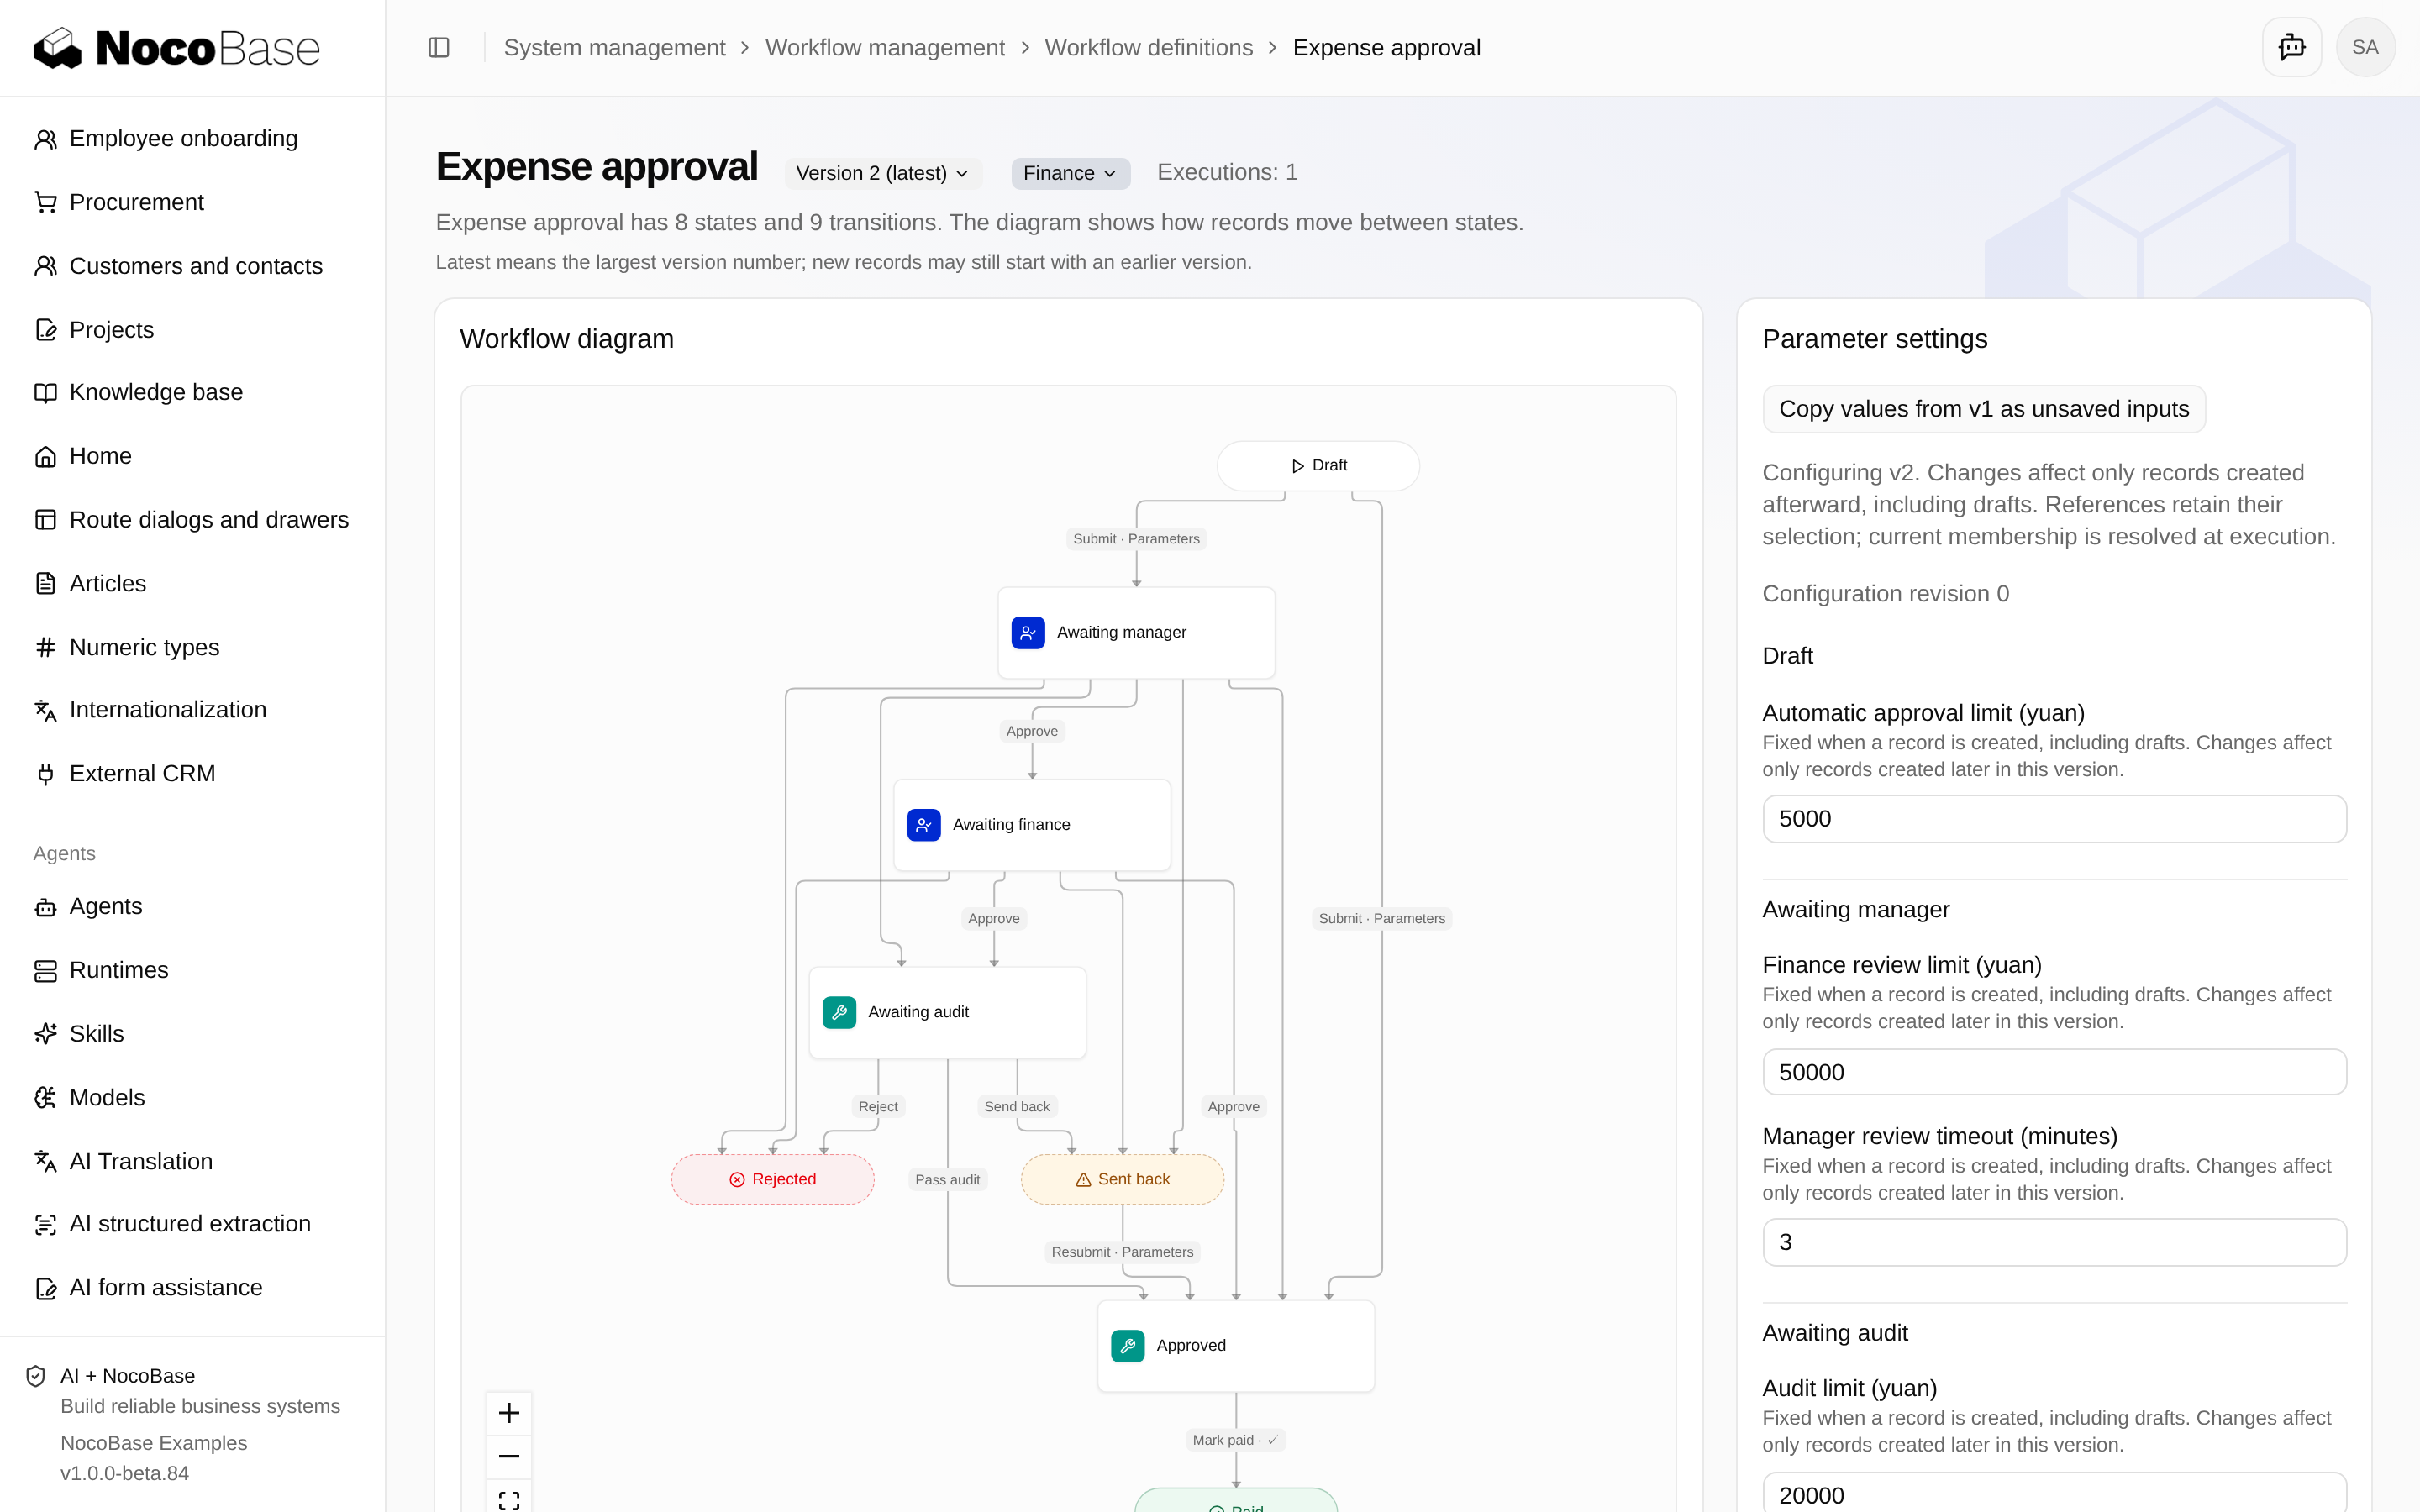 NocoBase
Employee onboarding
Procurement
Customers and contacts
Projects
Knowledge base
Home
Route dialogs and drawers
Articles
Numeric types
Internationalization
External CRM
Agents
Agents
Runtimes
Skills
Models
AI Translation
AI structured extraction
AI form assistance
AI + NocoBase
Build reliable business systems
NocoBase Examples
v1.0.0-beta.84
System management > Workflow management > Workflow definitions > Expense approval
SA
Expense approval
Version 2 (latest)
Finance
Executions: 1
Expense approval has 8 states and 9 transitions. The diagram shows how records move between states.
Latest means the largest version number; new records may still start with an earlier version.
Workflow diagram
Draft
Submit · Parameters
Awaiting manager
Approve
Awaiting finance
Approve
Submit · Parameters
Awaiting audit
Reject
Send back
Approve
Rejected
Pass audit
Sent back
Resubmit · Parameters
Approved
Mark paid · ✓
Paid
Parameter settings
Copy values from v1 as unsaved inputs
Configuring v2. Changes affect only records created
afterward, including drafts. References retain their
selection; current membership is resolved at execution.
Configuration revision 0
Draft
Automatic approval limit (yuan)
Fixed when a record is created, including drafts. Changes affect
only records created later in this version.
5000
Awaiting manager
Finance review limit (yuan)
Fixed when a record is created, including drafts. Changes affect
only records created later in this version.
50000
Manager review timeout (minutes)
Fixed when a record is created, including drafts. Changes affect
only records created later in this version.
3
Awaiting audit
Audit limit (yuan)
Fixed when a record is created, including drafts. Changes affect
only records created later in this version.
20000